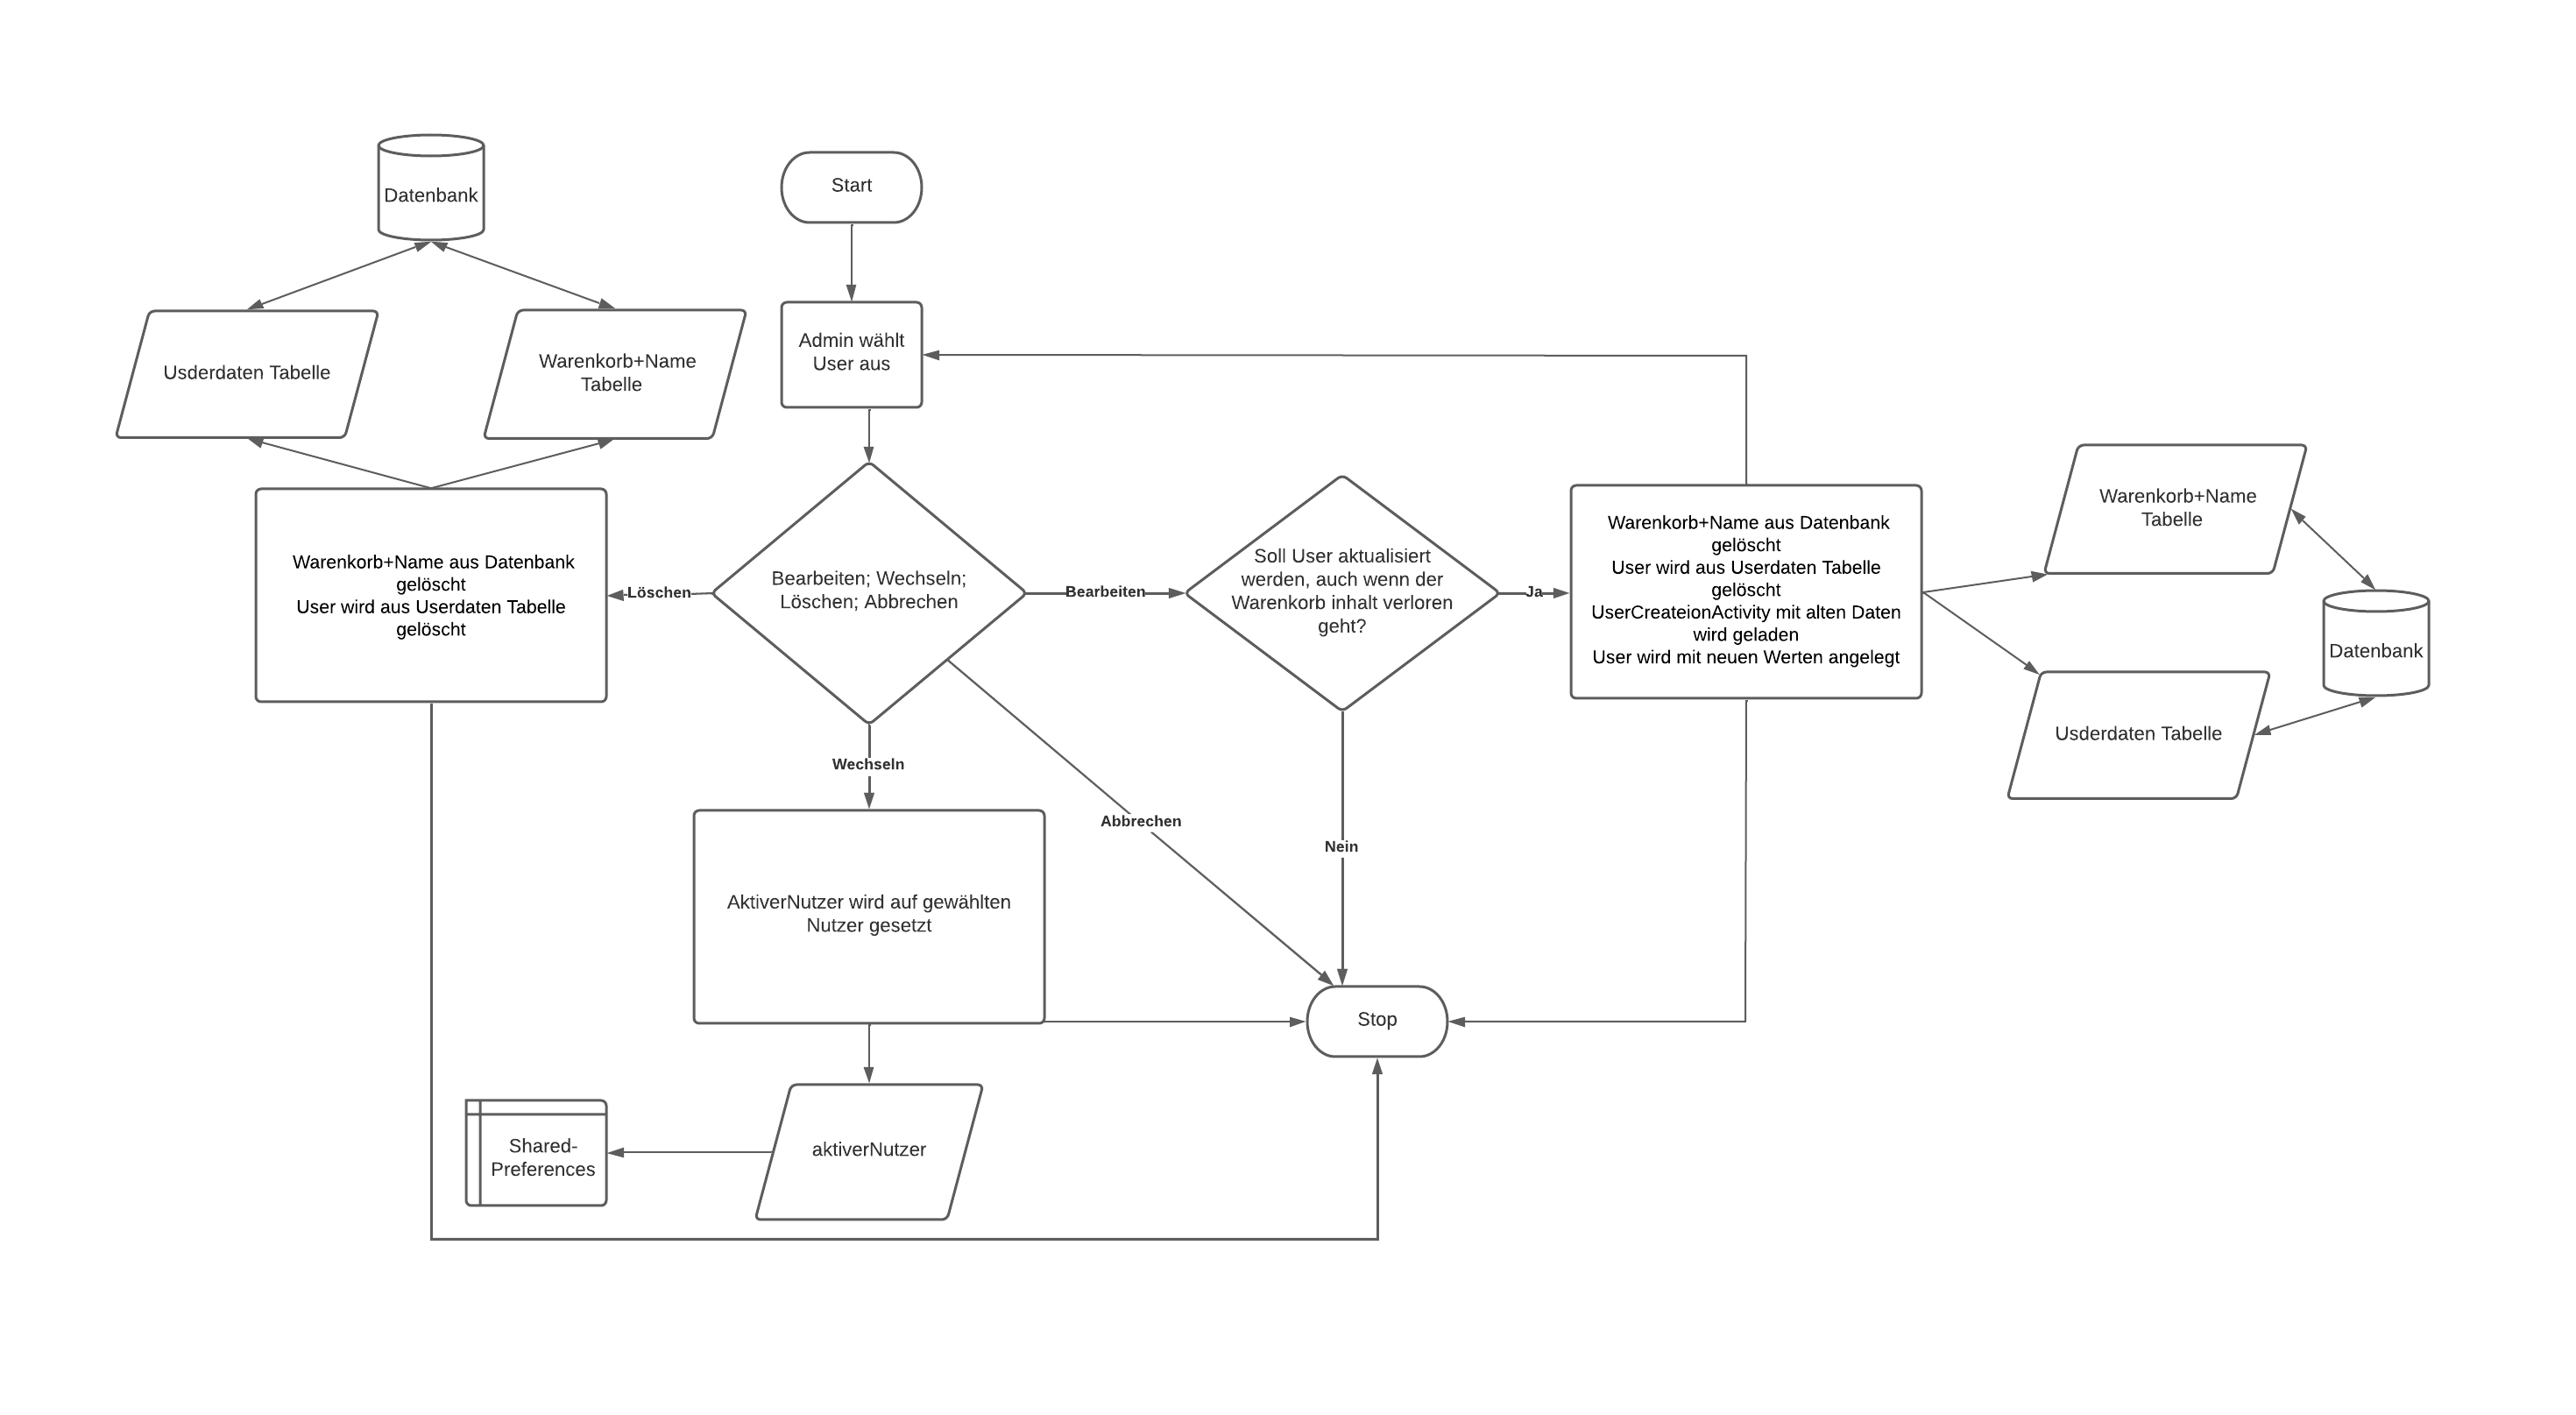 Datenbank
Start
Usderdaten Tabelle
Warenkorb+Name
Tabelle
Admin wählt
User aus
Warenkorb+Name aus Datenbank
gelöscht
User wird aus Userdaten Tabelle
gelöscht
Löschen
Bearbeiten; Wechseln;
Löschen; Abbrechen
Bearbeiten
Soll User aktualisiert
werden, auch wenn der
Warenkorb inhalt verloren
geht?
Ja
Warenkorb+Name aus Datenbank
gelöscht
User wird aus Userdaten Tabelle
gelöscht
UserCreateionActivity mit alten Daten
wird geladen
User wird mit neuen Werten angelegt
Warenkorb+Name
Tabelle
Datenbank
Usderdaten Tabelle
Wechseln
Abbrechen
Nein
AktiverNutzer wird auf gewählten
Nutzer gesetzt
Stop
Shared-
Preferences
aktiverNutzer